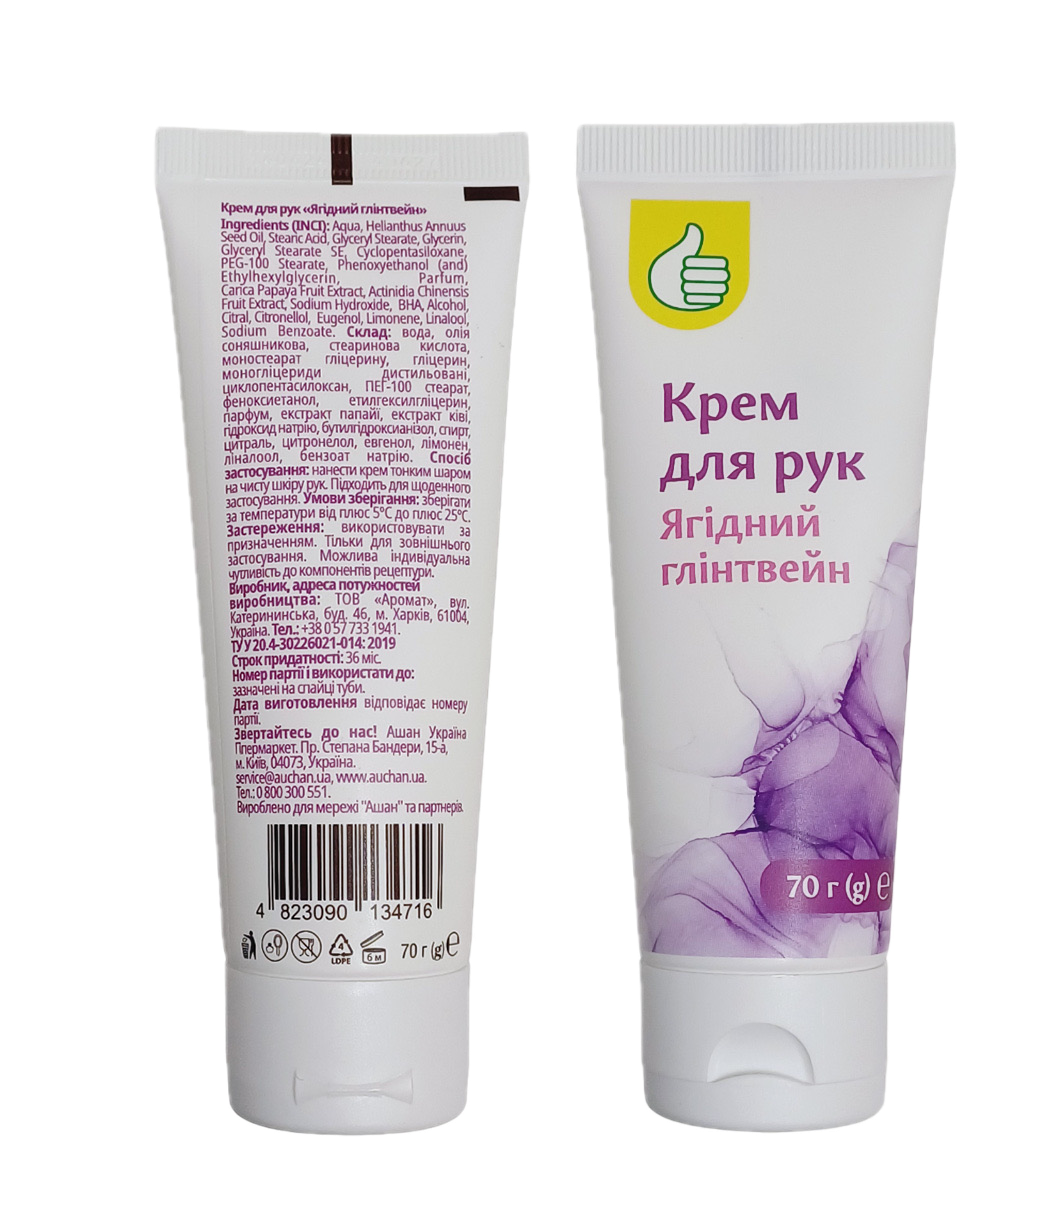 Крем для рук «Ягідний глінтвейн»
Ingredients (INCI): Aqua, Helianthus Annuus
Seed Oil, Stearic Acid, Glyceryl Stearate, Glycerin,
Glyceryl Stearate SE, Cyclopentasiloxane,
PEG-100 Stearate, Phenoxyethanol (and)
Ethylhexylglycerin, Parfum,
Carica Papaya Fruit Extract, Actinidia Chinensis
Fruit Extract, Sodium Hydroxide, BHA, Alcohol,
Citral, Citronellol, Eugenol, Limonene, Linalool,
Sodium Benzoate. Склад: вода, олія
соняшникова, стеаринова кислота,
моностеарат гліцерину, гліцерин,
моногліцериди дистильовані,
циклопентасилоксан, ПЕГ-100 стеарат,
феноксиетанол, етилгексилгліцерин,
парфум, екстракт папайї, екстракт ківі,
гідроксид натрію, бутилгідроксианізол, спирт,
цитраль, цитронелол, евгенол, лімонен,
ліналоол, бензоат натрію. Спосіб
застосування: нанести крем тонким шаром
на чисту шкіру рук. Підходить для щоденного
застосування. Умови зберігання: зберігати
за температури від плюс 5°С до плюс 25°С.
Застереження: використовувати за
призначенням. Тільки для зовнішнього
застосування. Можлива індивідуальна
чутливість до компонентів рецептури.
Виробник, адреса потужностей
виробництва: ТОВ «Аромат», вул.
Катерининська, буд. 46, м. Харків, 61004,
Україна. Тел.: +38 0 57 733 1941.
ТУ У 20.4-30226021-014: 2019
Строк придатності: 36 міс.
Номер партії і використати до:
зазначені на спайці туби.
Дата виготовлення відповідає номеру
партії.
Звертайтесь до нас! Ашан Україна
Гіпермаркет. Пр. Степана Бандери, 15-а,
м. Київ, 04073, Україна.
service@auchan.ua, www.auchan.ua.
Тел.: 0 800 300 551.
Вироблено для мережі "Ашан" та партнерів.
4 823090 134716
4
LDPE
6 м
70 г (g) ℮
Крем
для рук
Ягідний
глінтвейн
70 г (g) ℮